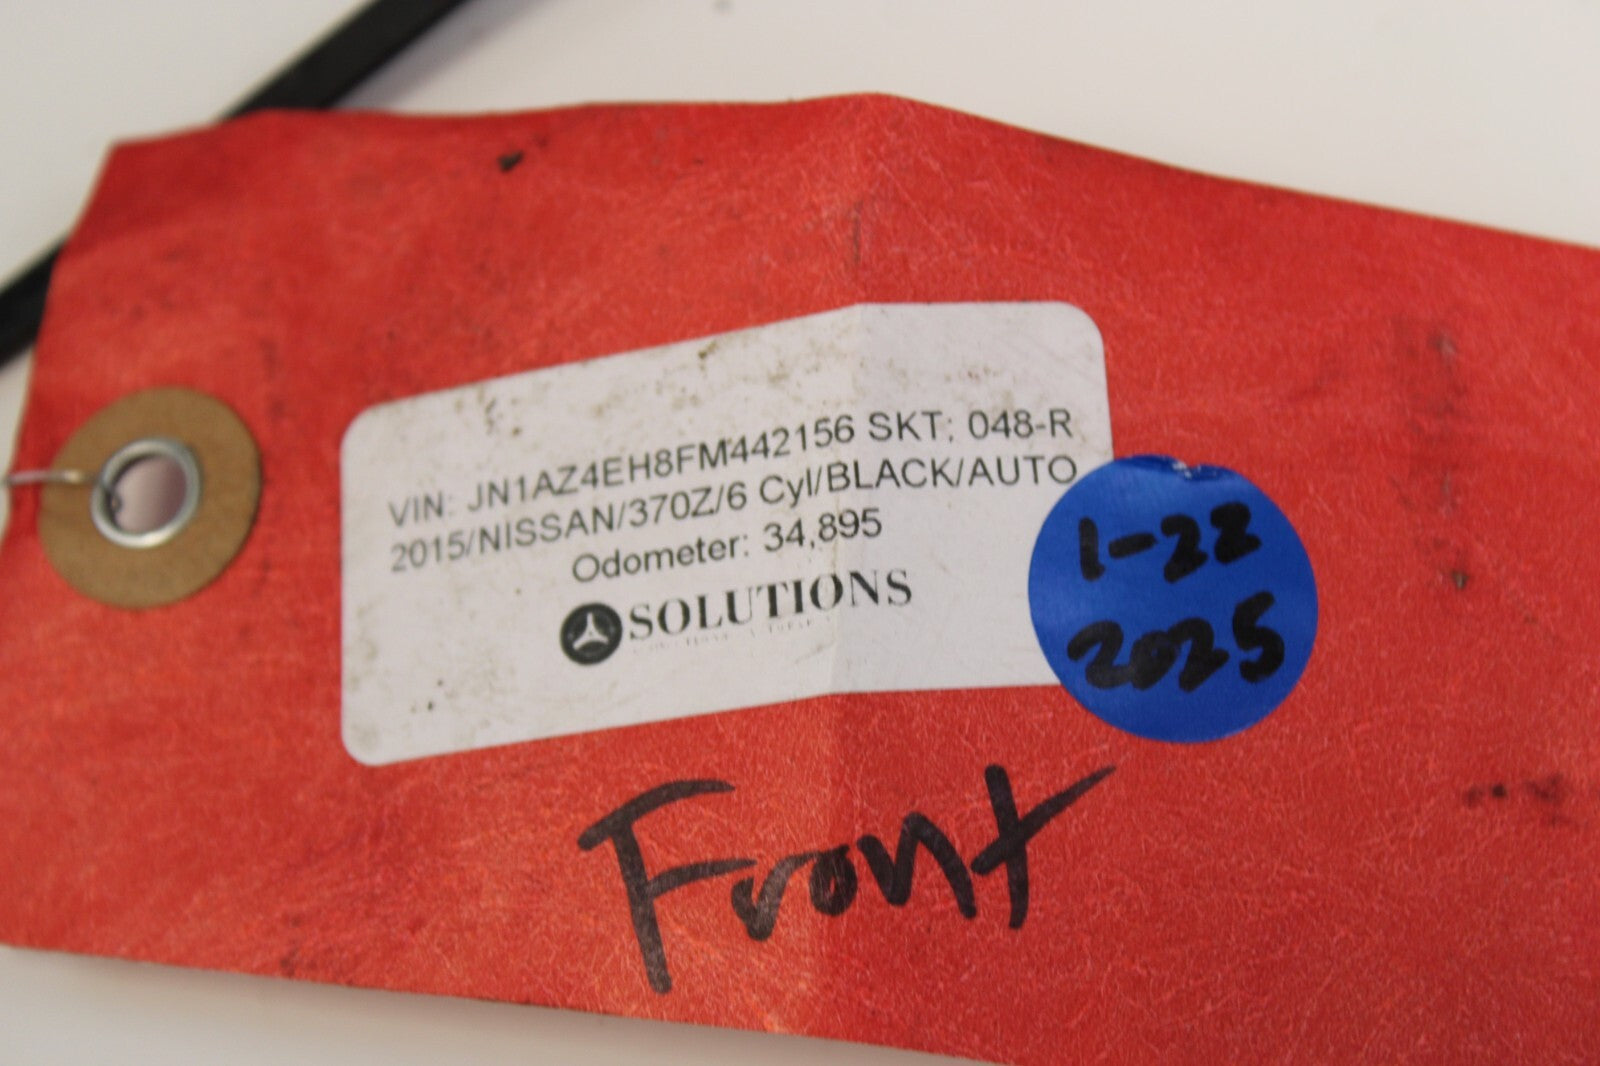 VIN: JN1AZ4EH8FM442156 SKT: 048-R
2015/NISSAN/370Z/6 Cyl/BLACK/AUTO
Odometer: 34,895
SOLUTIONS
1-22
2025
Front